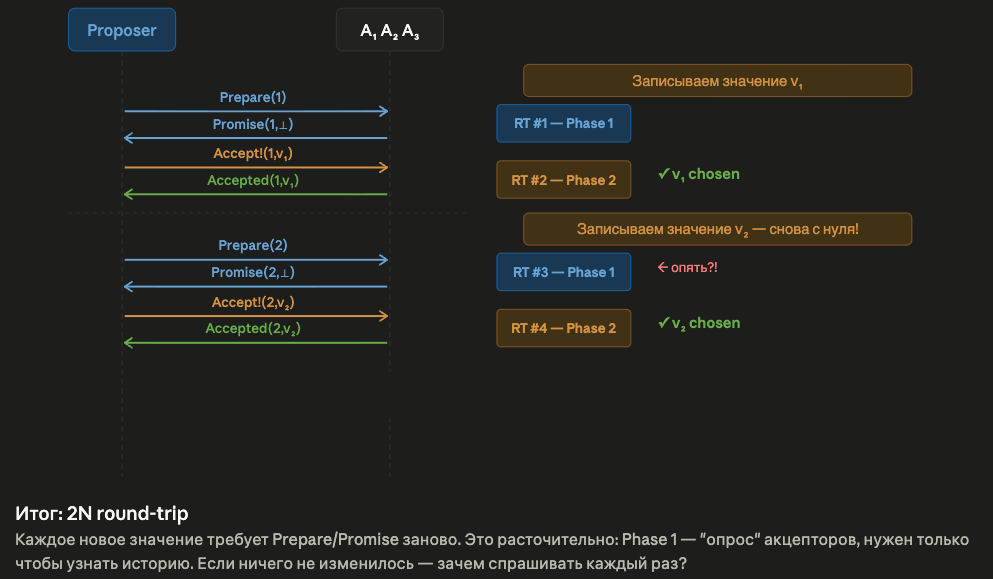 Proposer
A₁ A₂ A₃
Записываем значение v₁
Prepare(1)
Promise(1,⊥)
RT #1 — Phase 1
Accept!(1,v₁)
Accepted(1,v₁)
RT #2 — Phase 2
✓ v₁ chosen
Записываем значение v₂ — снова с нуля!
Prepare(2)
Promise(2,⊥)
RT #3 — Phase 1
← опять?!
Accept!(2,v₂)
Accepted(2,v₂)
RT #4 — Phase 2
✓ v₂ chosen
Итог: 2N round-trip
Каждое новое значение требует Prepare/Promise заново. Это расточительно: Phase 1 — “опрос” акцепторов, нужен только
чтобы узнать историю. Если ничего не изменилось — зачем спрашивать каждый раз?